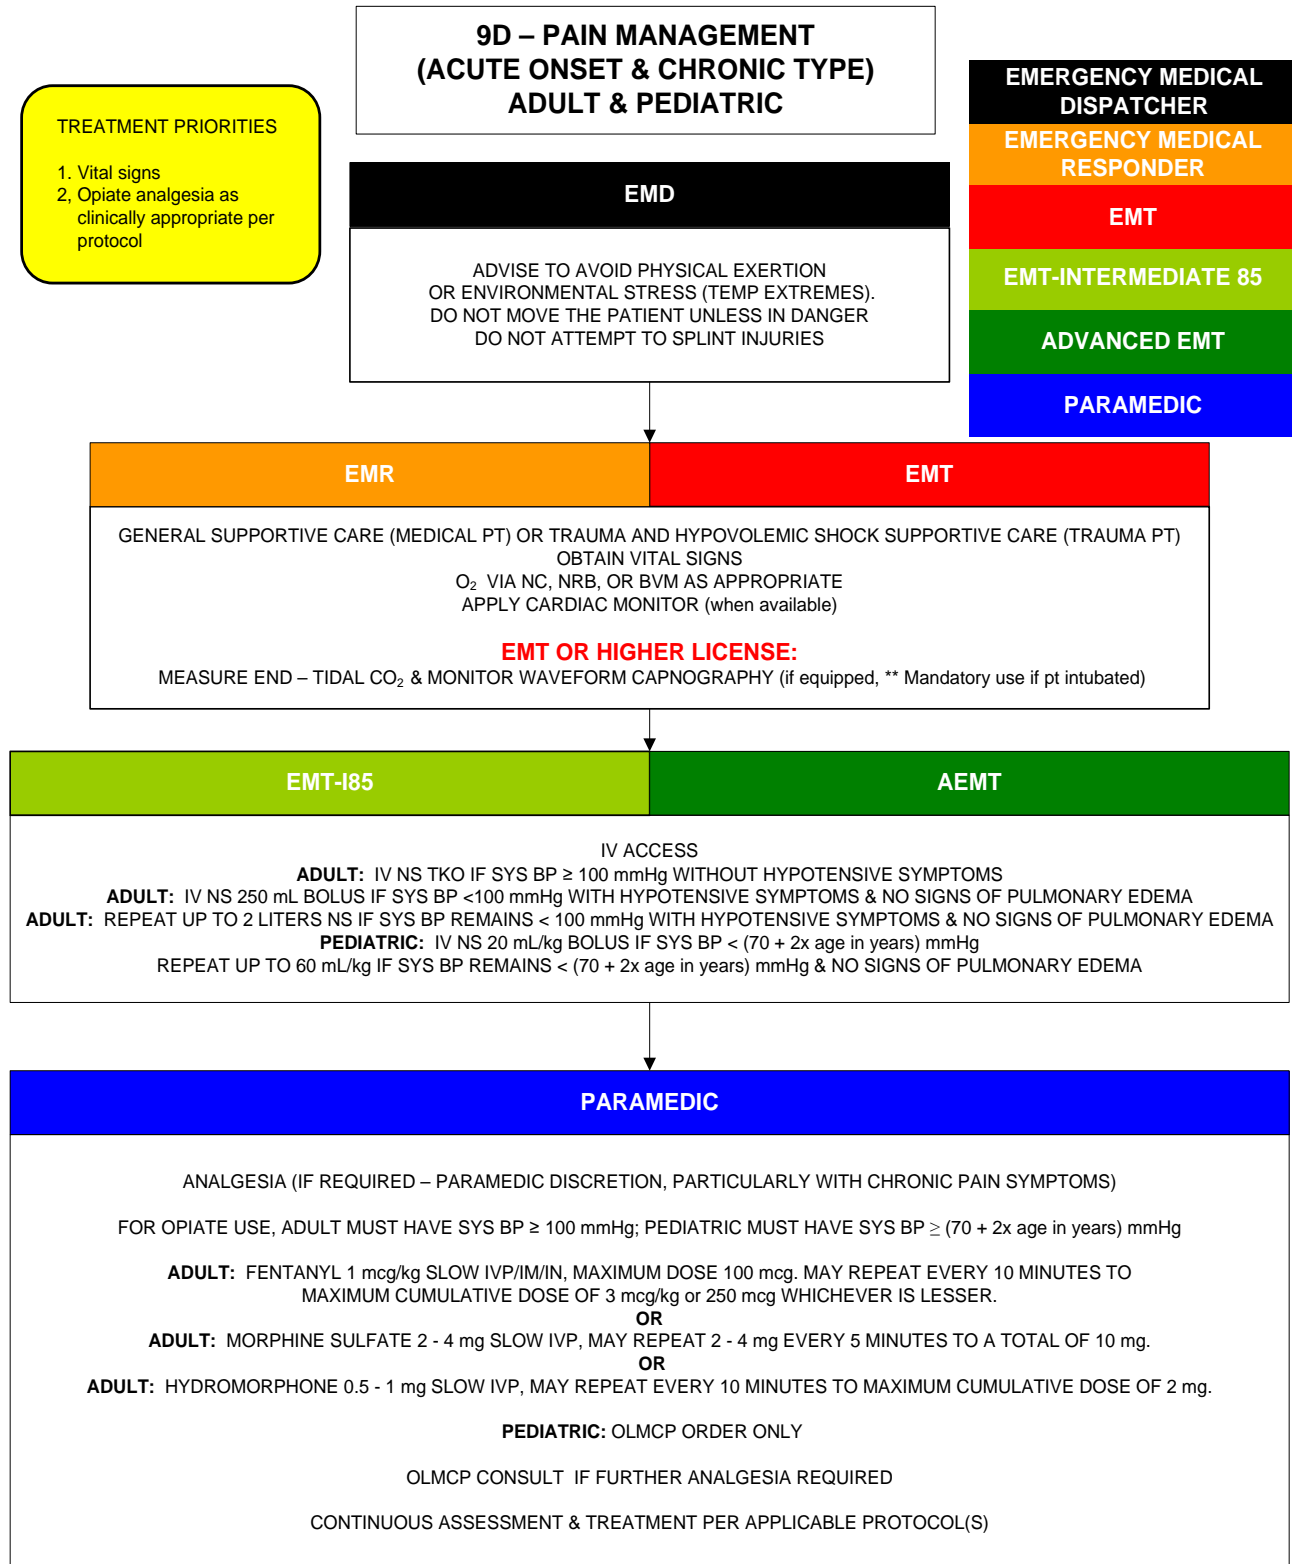 9D – PAIN MANAGEMENT
(ACUTE ONSET & CHRONIC TYPE)
ADULT & PEDIATRIC
TREATMENT PRIORITIES
1. Vital signs
2, Opiate analgesia as
clinically appropriate per
protocol
EMERGENCY MEDICAL
DISPATCHER
EMERGENCY MEDICAL
RESPONDER
EMT
EMT-INTERMEDIATE 85
ADVANCED EMT
PARAMEDIC
EMD
ADVISE TO AVOID PHYSICAL EXERTION
OR ENVIRONMENTAL STRESS (TEMP EXTREMES).
DO NOT MOVE THE PATIENT UNLESS IN DANGER
DO NOT ATTEMPT TO SPLINT INJURIES
EMR
EMT
GENERAL SUPPORTIVE CARE (MEDICAL PT) OR TRAUMA AND HYPOVOLEMIC SHOCK SUPPORTIVE CARE (TRAUMA PT)
OBTAIN VITAL SIGNS
O₂ VIA NC, NRB, OR BVM AS APPROPRIATE
APPLY CARDIAC MONITOR (when available)
EMT OR HIGHER LICENSE:
MEASURE END – TIDAL CO₂ & MONITOR WAVEFORM CAPNOGRAPHY (if equipped, ** Mandatory use if pt intubated)
EMT-I85
AEMT
IV ACCESS
ADULT: IV NS TKO IF SYS BP ≥ 100 mmHg WITHOUT HYPOTENSIVE SYMPTOMS
ADULT: IV NS 250 mL BOLUS IF SYS BP <100 mmHg WITH HYPOTENSIVE SYMPTOMS & NO SIGNS OF PULMONARY EDEMA
ADULT: REPEAT UP TO 2 LITERS NS IF SYS BP REMAINS < 100 mmHg WITH HYPOTENSIVE SYMPTOMS & NO SIGNS OF PULMONARY EDEMA
PEDIATRIC: IV NS 20 mL/kg BOLUS IF SYS BP < (70 + 2x age in years) mmHg
REPEAT UP TO 60 mL/kg IF SYS BP REMAINS < (70 + 2x age in years) mmHg & NO SIGNS OF PULMONARY EDEMA
PARAMEDIC
ANALGESIA (IF REQUIRED – PARAMEDIC DISCRETION, PARTICULARLY WITH CHRONIC PAIN SYMPTOMS)
FOR OPIATE USE, ADULT MUST HAVE SYS BP ≥ 100 mmHg; PEDIATRIC MUST HAVE SYS BP ≥ (70 + 2x age in years) mmHg
ADULT: FENTANYL 1 mcg/kg SLOW IVP/IM/IN, MAXIMUM DOSE 100 mcg. MAY REPEAT EVERY 10 MINUTES TO
MAXIMUM CUMULATIVE DOSE OF 3 mcg/kg or 250 mcg WHICHEVER IS LESSER.
OR
ADULT: MORPHINE SULFATE 2 - 4 mg SLOW IVP, MAY REPEAT 2 - 4 mg EVERY 5 MINUTES TO A TOTAL OF 10 mg.
OR
ADULT: HYDROMORPHONE 0.5 - 1 mg SLOW IVP, MAY REPEAT EVERY 10 MINUTES TO MAXIMUM CUMULATIVE DOSE OF 2 mg.
PEDIATRIC: OLMCP ORDER ONLY
OLMCP CONSULT IF FURTHER ANALGESIA REQUIRED
CONTINUOUS ASSESSMENT & TREATMENT PER APPLICABLE PROTOCOL(S)